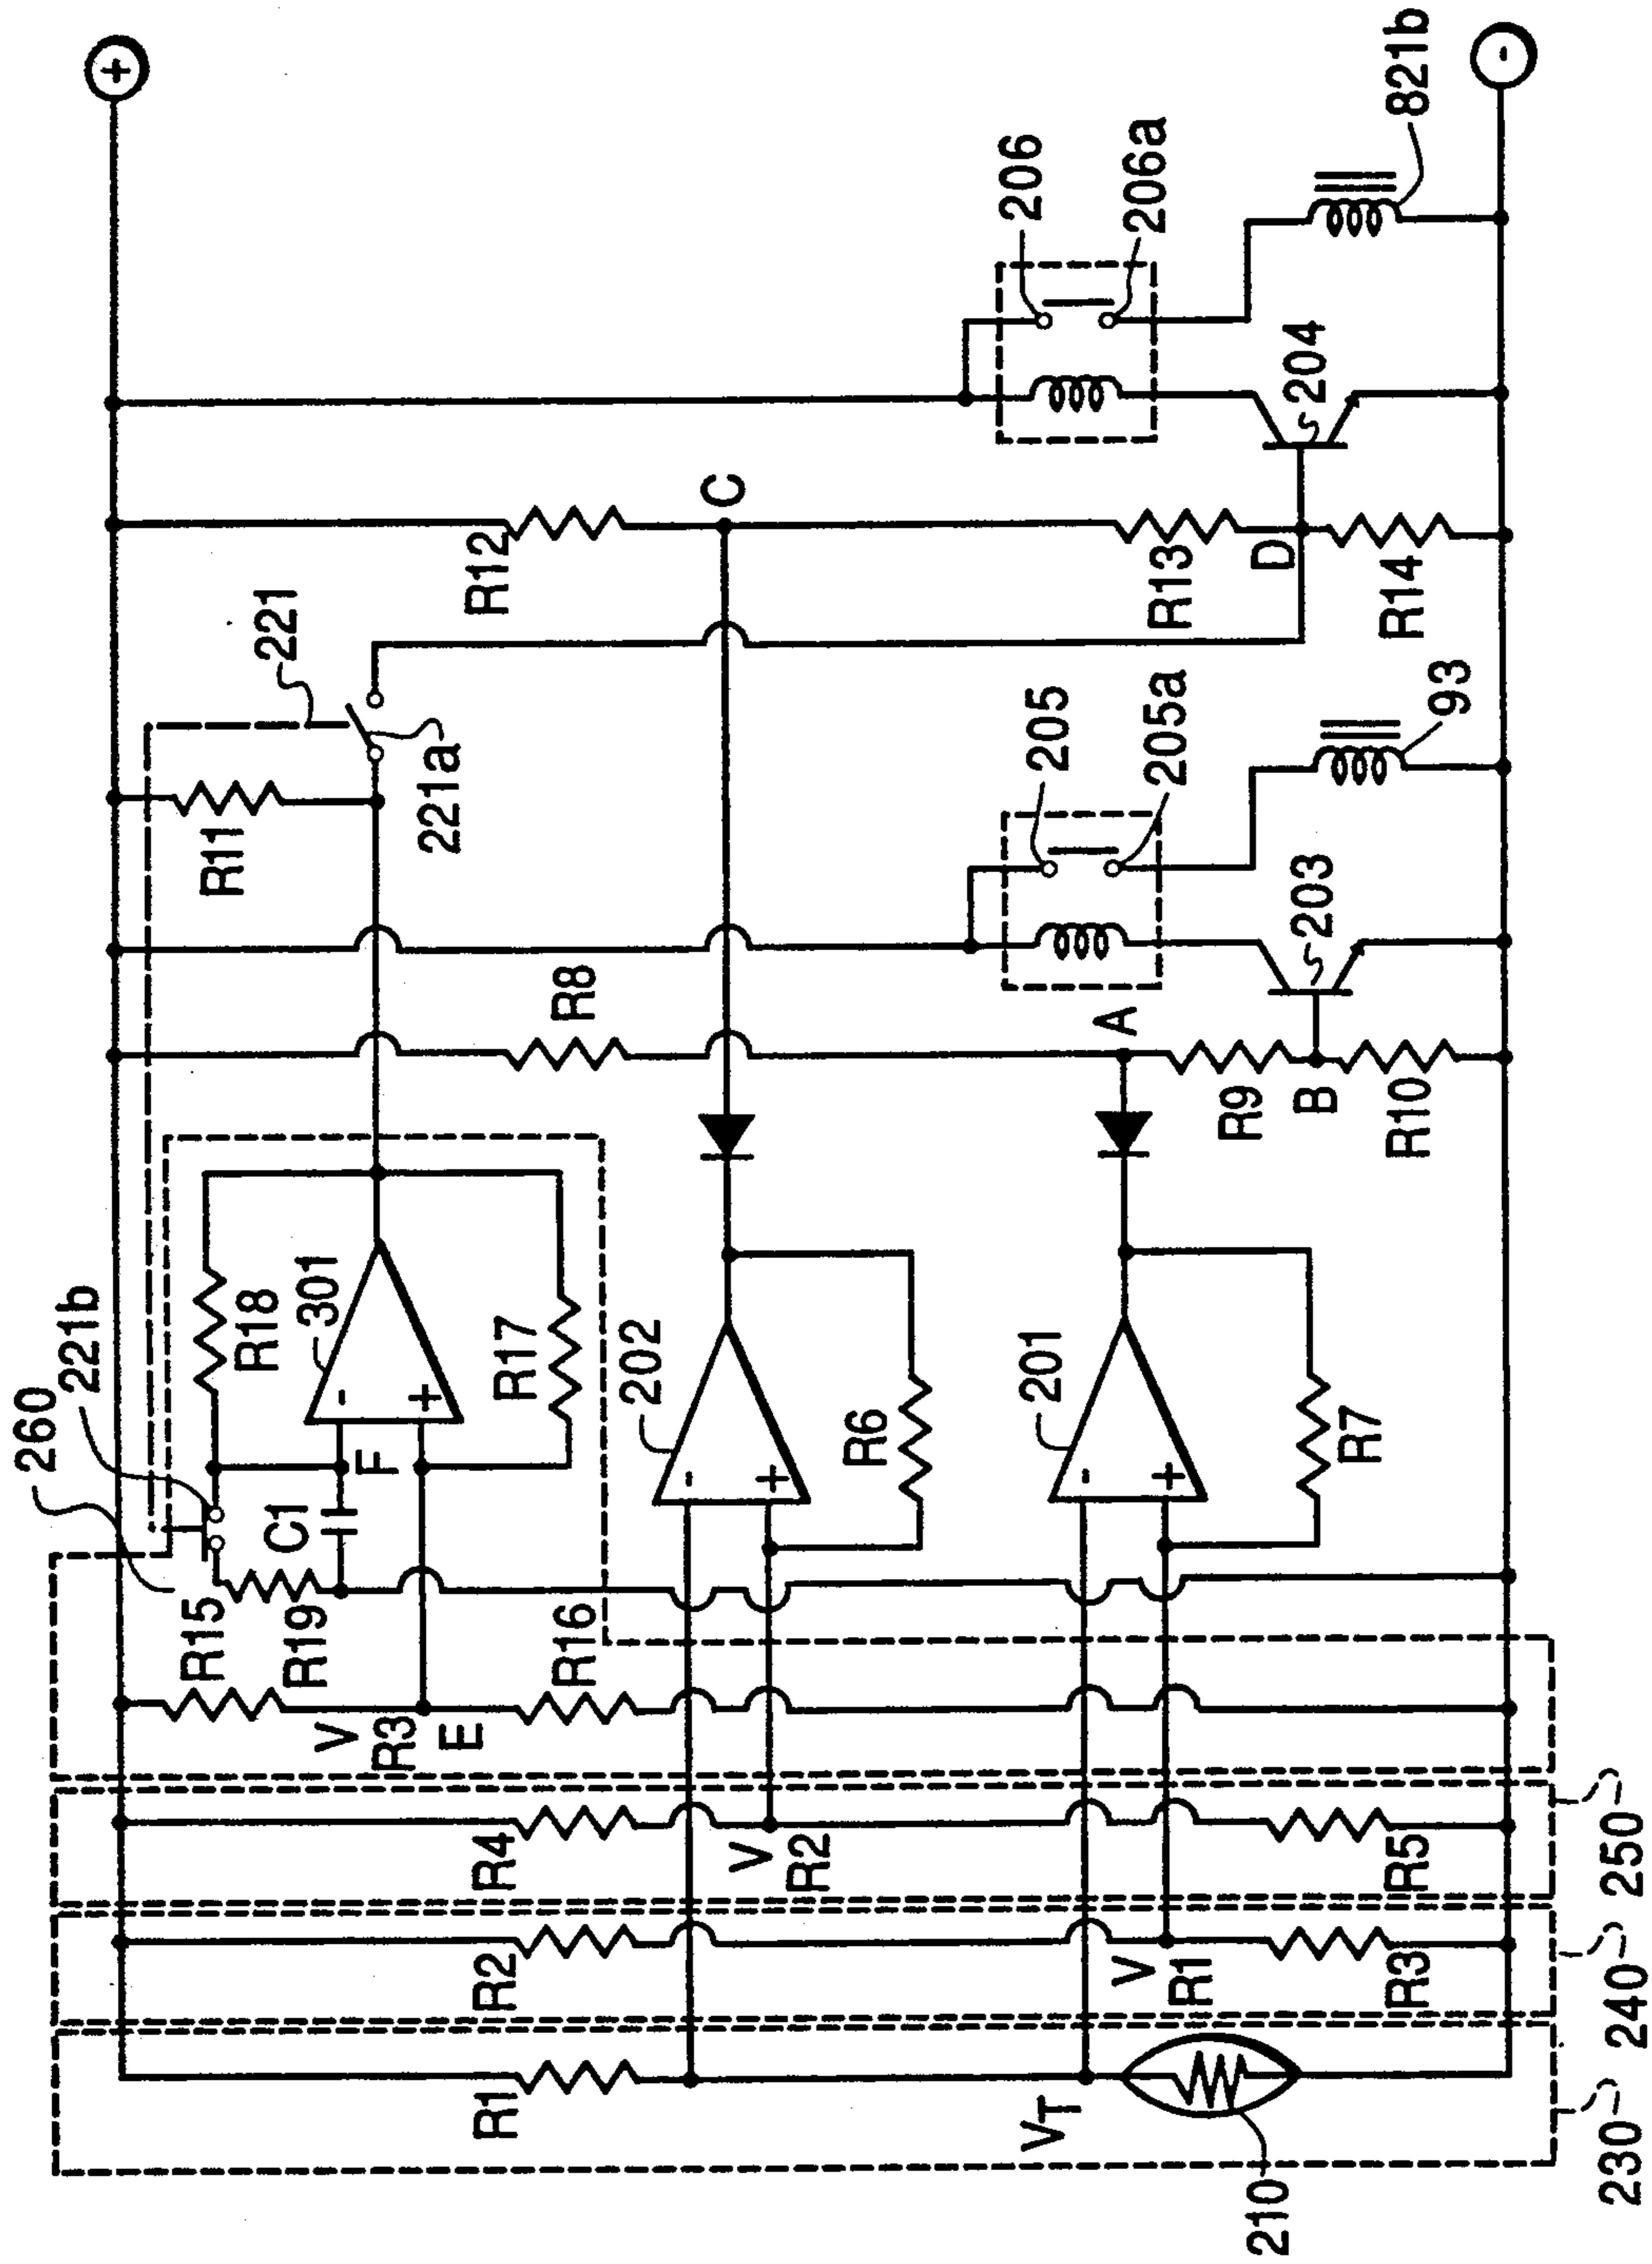 +
-
260
221b
R18
301
-
+
F
R17
C1
R15
R19
V
R3
E
R16
R11
221
221a
R12
C
R8
202
-
+
R6
201
-
+
R7
A
R9
B
R10
203
205
205a
93
R13
D
R14
204
206
206a
821b
R4
V
R2
R5
250
R2
V
R1
R3
240
R1
VT
210
230